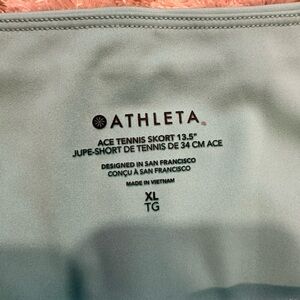 ATHLETA
ACE TENNIS SKORT 13.5"
JUPE-SHORT DE TENNIS DE 34 CM ACE
DESIGNED IN SAN FRANCISCO
CONÇU À SAN FRANCISCO
MADE IN VIETNAM
XL
TG